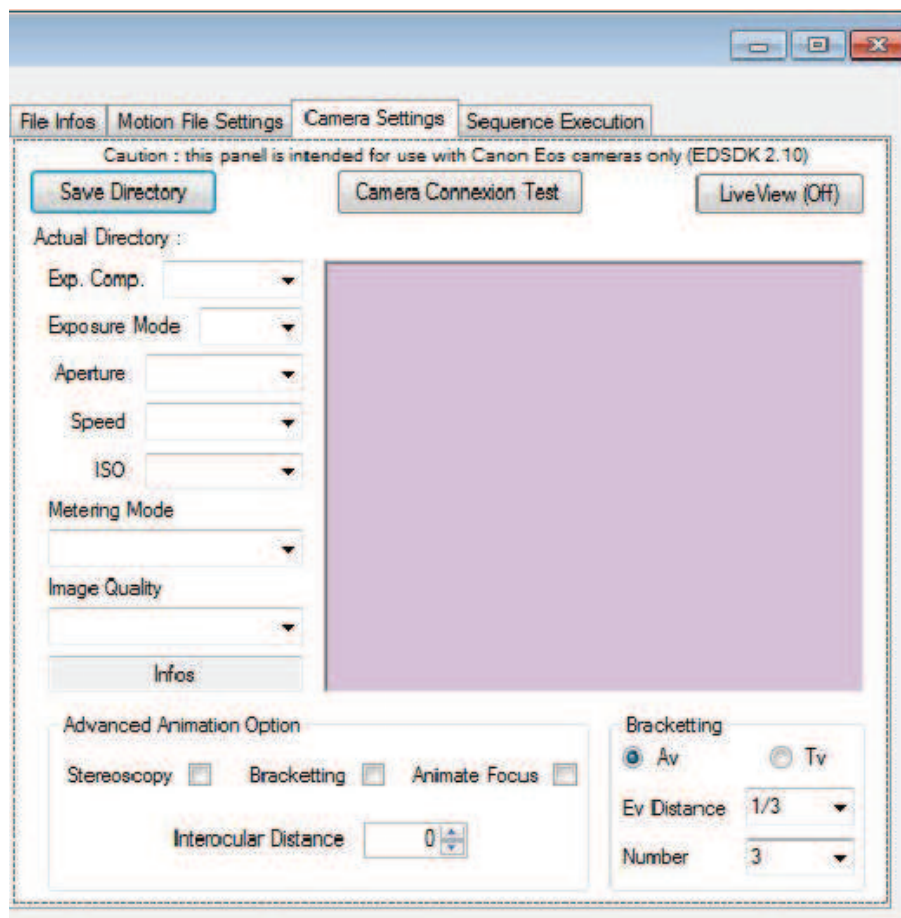 File Infos Motion File Settings Camera Settings Sequence Execution
Caution : this panel is intended for use with Canon Eos cameras only (EDSDK 2.10)
Save Directory Camera Connexion Test LiveView (Off)
Actual Directory :
Exp. Comp.
Exposure Mode
Aperture
Speed
ISO
Metering Mode
Image Quality
Infos
Advanced Animation Option
Stereoscopy Bracketting Animate Focus
Interocular Distance 0
Bracketting
Av Tv
Ev Distance 1/3
Number 3